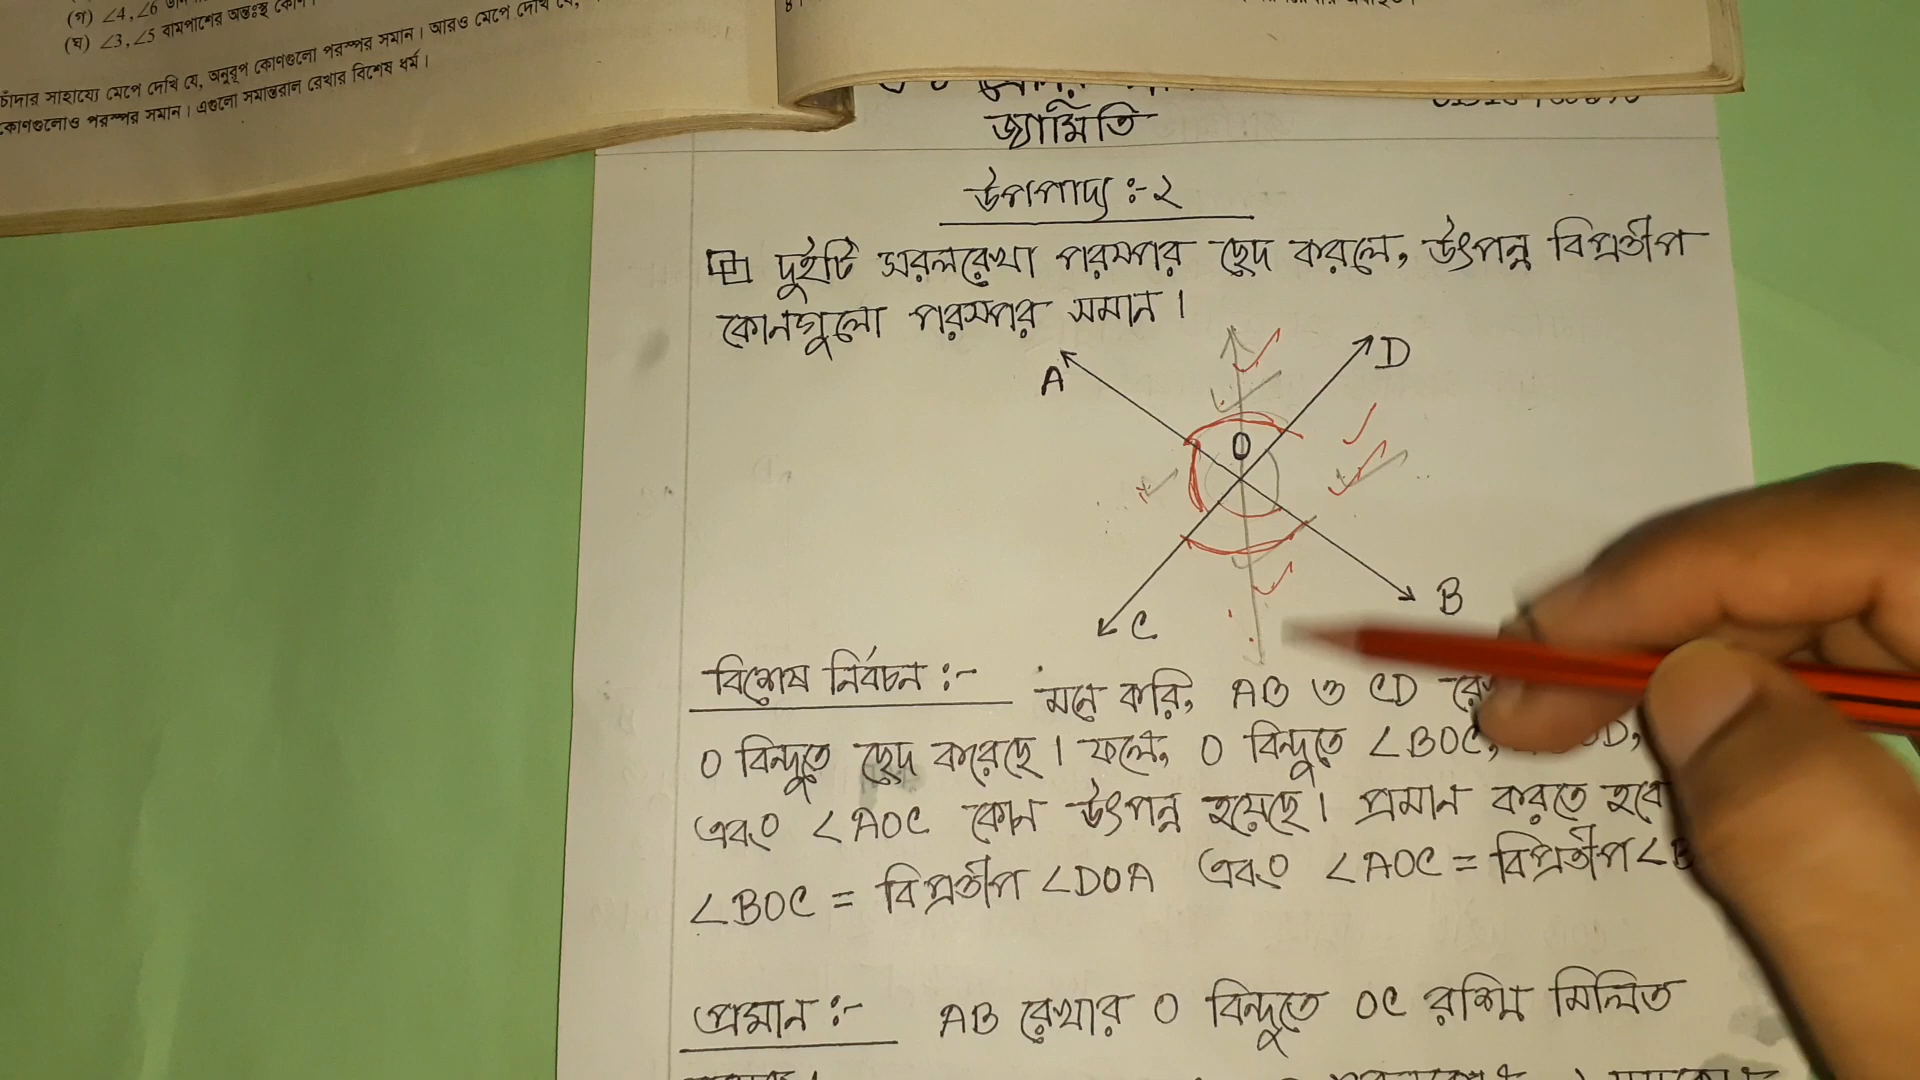 (গ) ∠4, ∠6
(ঘ) ∠3, ∠5 বামপাশের অন্তঃস্থ কোণ।
চাঁদার সাহায্যে মেপে দেখি যে, অনুরূপ কোণগুলো পরস্পর সমান। আরও মেপে দেখি যে,
কোণগুলোও পরস্পর সমান। এগুলো সমান্তরাল রেখার বিশেষ ধর্ম।
জ্যামিতি
উপপাদ্য :- ২
দুইটি সরলরেখা পরস্পর ছেদ করলে, উৎপন্ন বিপ্রতীপ
কোনগুলো পরস্পর সমান।
A
D
O
B
C
বিশেষ নির্বচন :- মনে করি, AB ও CD
O বিন্দুতে ছেদ করেছে। ফলে, O বিন্দুতে ∠BOC,
এবং ∠AOC কোন উৎপন্ন হয়েছে। প্রমান করতে হবে
∠BOC = বিপ্রতীপ ∠DOA এবং ∠AOC = বিপ্রতীপ ∠B
প্রমান :- AB রেখার O বিন্দুতে OC রশ্মি মিলিত